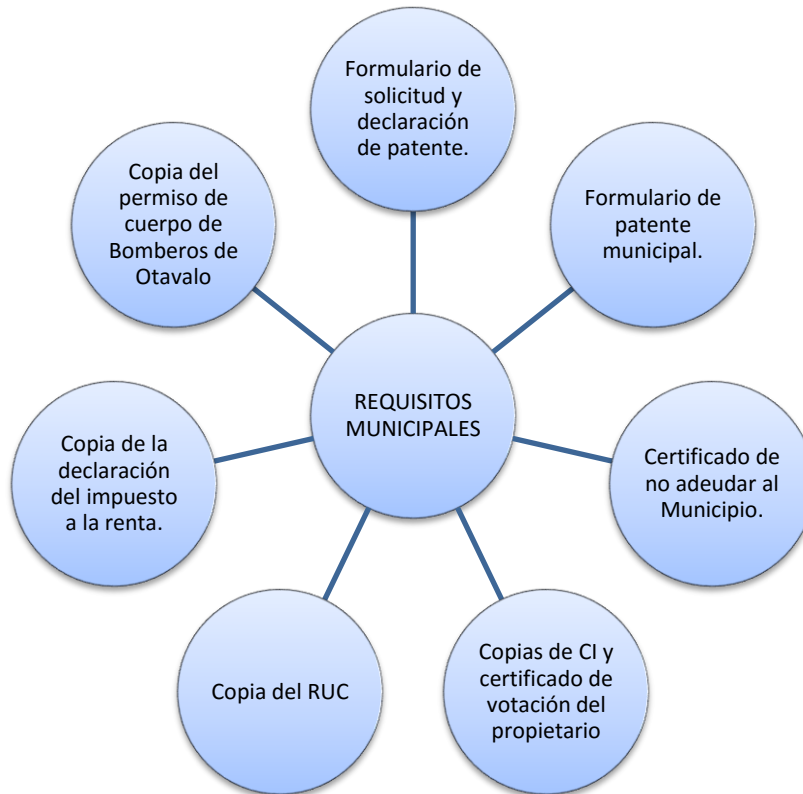 Formulario de
solicitud y
declaración
de patente.
Formulario de
patente
municipal.
Certificado de
no adeudar al
Municipio.
Copias de CI y
certificado de
votación del
propietario
Copia del RUC
Copia de la
declaración
del impuesto
a la renta.
Copia del
permiso de
cuerpo de
Bomberos de
Otavalo
REQUISITOS
MUNICIPALES